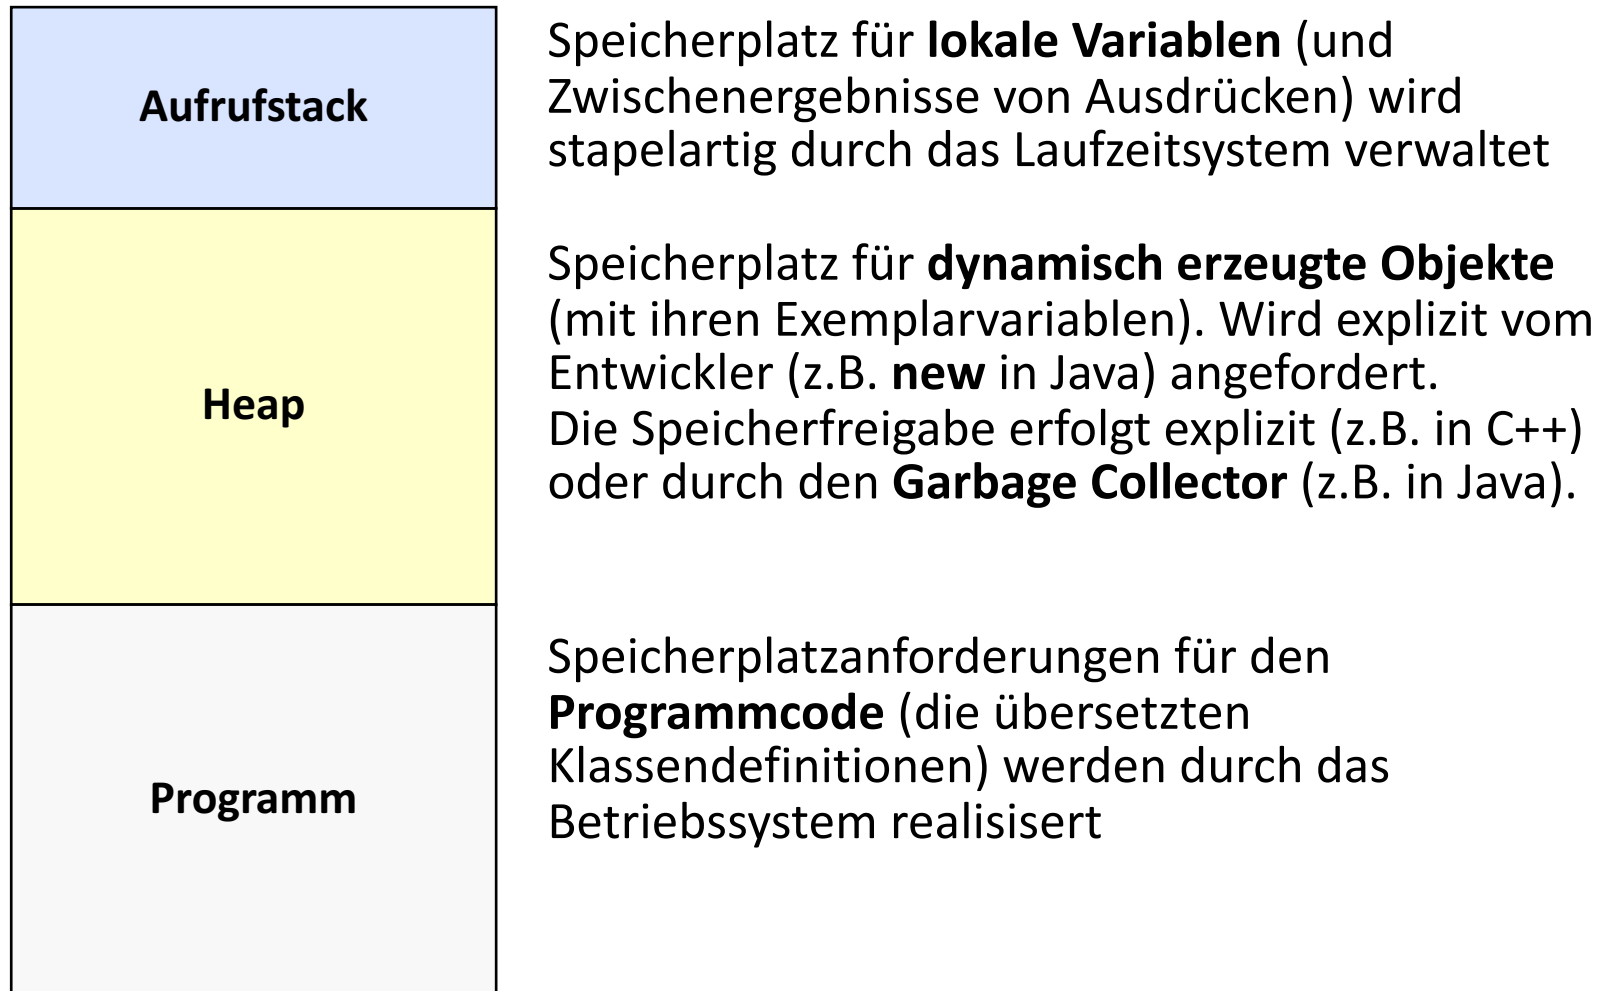 Aufrufstack
Speicherplatz für lokale Variablen (und
Zwischenergebnisse von Ausdrücken) wird
stapelartig durch das Laufzeitsystem verwaltet
Heap
Speicherplatz für dynamisch erzeugte Objekte
(mit ihren Exemplarvariablen). Wird explizit vom
Entwickler (z.B. new in Java) angefordert.
Die Speicherfreigabe erfolgt explizit (z.B. in C++)
oder durch den Garbage Collector (z.B. in Java).
Programm
Speicherplatzanforderungen für den
Programmcode (die übersetzten
Klassendefinitionen) werden durch das
Betriebssystem realisisert